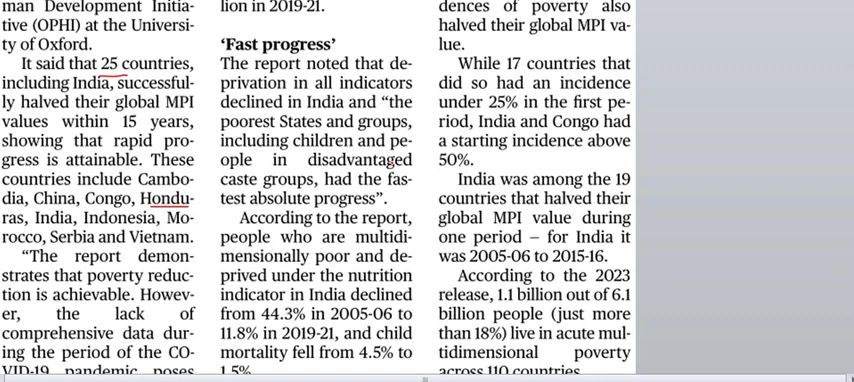 man Development Initia-
tive (OPHI) at the Universi-
ty of Oxford.
It said that 25 countries,
including India, successful-
ly halved their global MPI
values within 15 years,
showing that rapid pro-
gress is attainable. These
countries include Cambo-
dia, China, Congo, Hondu-
ras, India, Indonesia, Mo-
rocco, Serbia and Vietnam.
“The report demon-
strates that poverty reduc-
tion is achievable. Howev-
er, the lack of
comprehensive data dur-
ing the period of the CO-
VID-19 pandemic poses
lion in 2019-21.
‘Fast progress’
The report noted that de-
privation in all indicators
declined in India and “the
poorest States and groups,
including children and pe-
ople in disadvantaged
caste groups, had the fas-
test absolute progress”.
According to the report,
people who are multidi-
mensionally poor and de-
prived under the nutrition
indicator in India declined
from 44.3% in 2005-06 to
11.8% in 2019-21, and child
mortality fell from 4.5% to
1.5%.
dences of poverty also
halved their global MPI va-
lue.
While 17 countries that
did so had an incidence
under 25% in the first pe-
riod, India and Congo had
a starting incidence above
50%.
India was among the 19
countries that halved their
global MPI value during
one period – for India it
was 2005-06 to 2015-16.
According to the 2023
release, 1.1 billion out of 6.1
billion people (just more
than 18%) live in acute mul-
tidimensional poverty
across 110 countries.